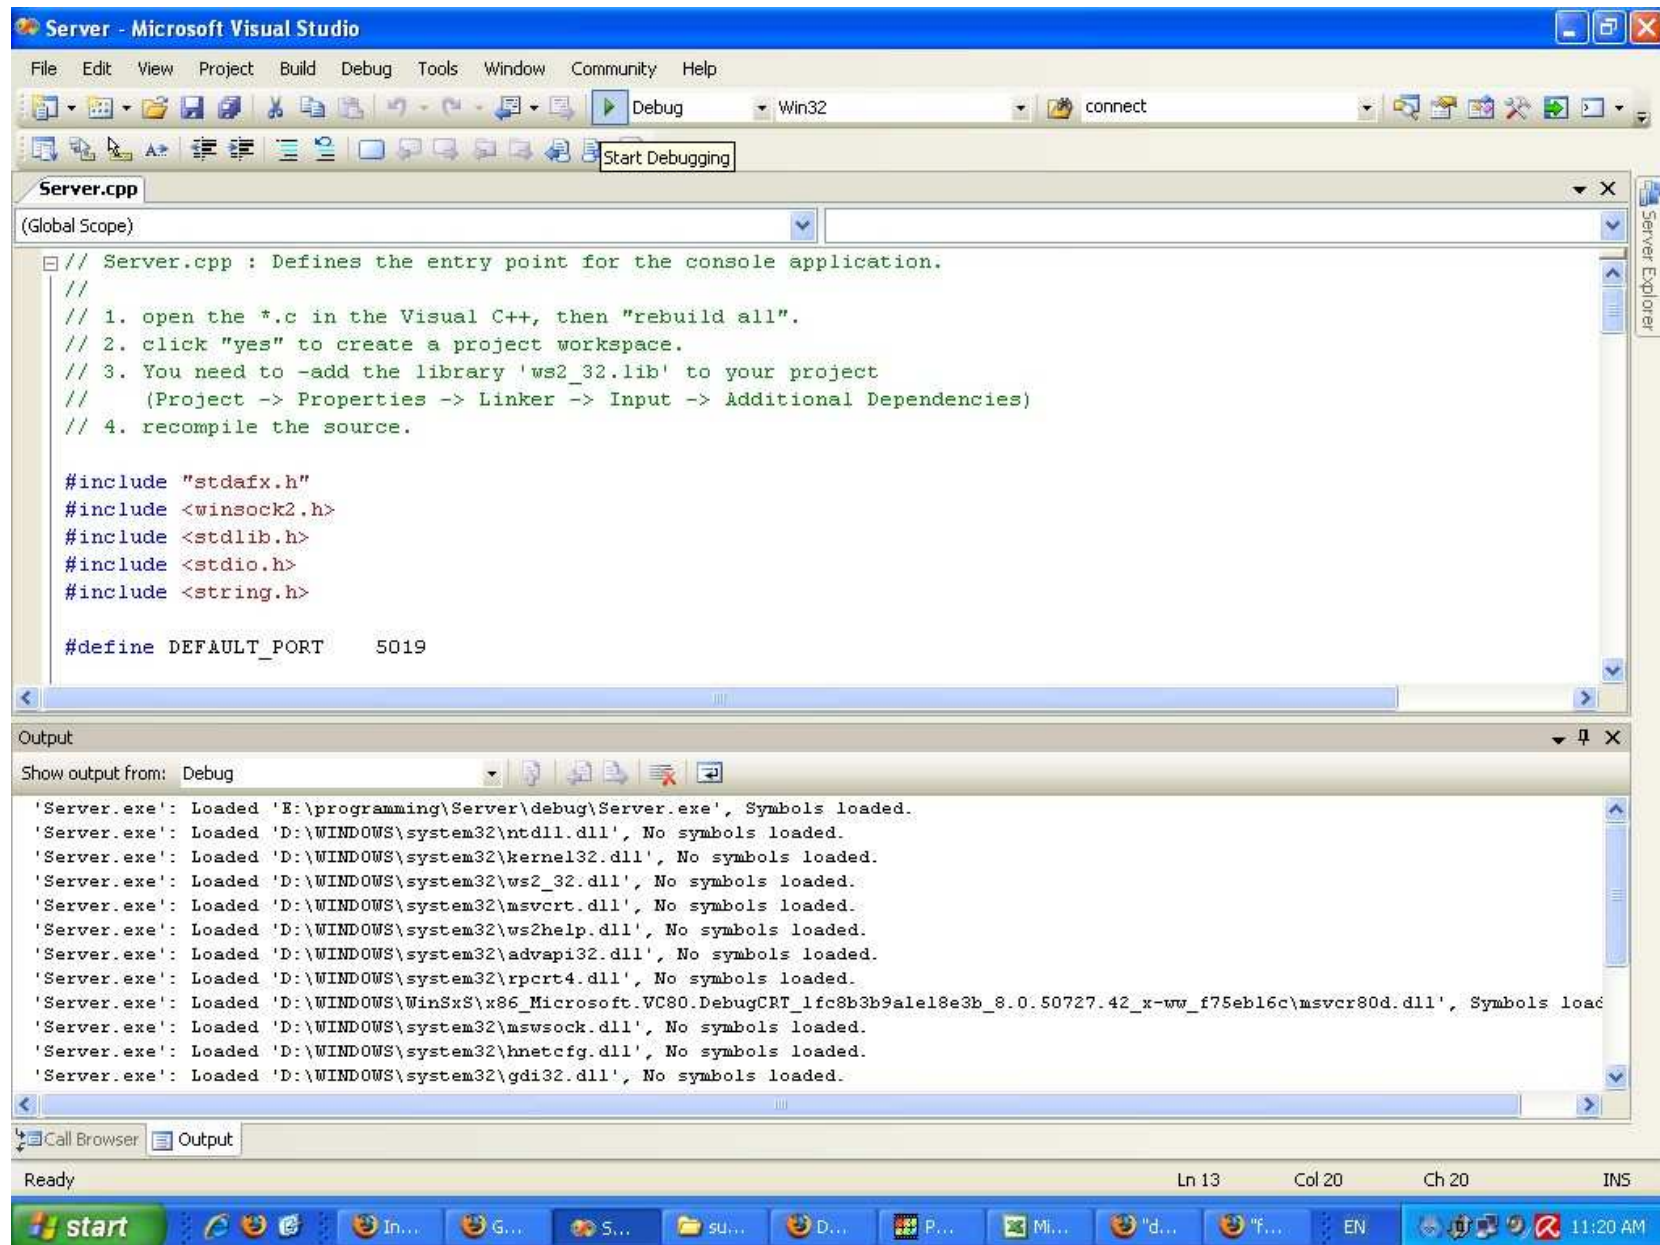 Server - Microsoft Visual Studio
File Edit View Project Build Debug Tools Window Community Help
Debug Win32 connect
Start Debugging
Server.cpp
(Global Scope)
// Server.cpp : Defines the entry point for the console application.
//
// 1. open the *.c in the Visual C++, then "rebuild all".
// 2. click "yes" to create a project workspace.
// 3. You need to -add the library 'ws2_32.lib' to your project
// (Project -> Properties -> Linker -> Input -> Additional Dependencies)
// 4. recompile the source.
#include "stdafx.h"
#include <winsock2.h>
#include <stdlib.h>
#include <stdio.h>
#include <string.h>
#define DEFAULT_PORT 5019
Server Explorer
Output
Show output from: Debug
'Server.exe': Loaded 'E:\programming\Server\debug\Server.exe', Symbols loaded.
'Server.exe': Loaded 'D:\WINDOWS\system32\ntdll.dll', No symbols loaded.
'Server.exe': Loaded 'D:\WINDOWS\system32\kernel32.dll', No symbols loaded.
'Server.exe': Loaded 'D:\WINDOWS\system32\ws2_32.dll', No symbols loaded.
'Server.exe': Loaded 'D:\WINDOWS\system32\msvcrt.dll', No symbols loaded.
'Server.exe': Loaded 'D:\WINDOWS\system32\ws2help.dll', No symbols loaded.
'Server.exe': Loaded 'D:\WINDOWS\system32\advapi32.dll', No symbols loaded.
'Server.exe': Loaded 'D:\WINDOWS\system32\rpcrt4.dll', No symbols loaded.
'Server.exe': Loaded 'D:\WINDOWS\WinSxS\x86_Microsoft.VC80.DebugCRT_1fc8b3b9a1e18e3b_8.0.50727.42_x-ww_f75eb16c\msvcr80d.dll', Symbols load
'Server.exe': Loaded 'D:\WINDOWS\system32\mswsock.dll', No symbols loaded.
'Server.exe': Loaded 'D:\WINDOWS\system32\hnetcfg.dll', No symbols loaded.
'Server.exe': Loaded 'D:\WINDOWS\system32\gdi32.dll', No symbols loaded.
Call Browser Output
Ready Ln 13 Col 20 Ch 20 INS
start In... G... S... su... D... P... Mi... "d... "f... EN 11:20 AM